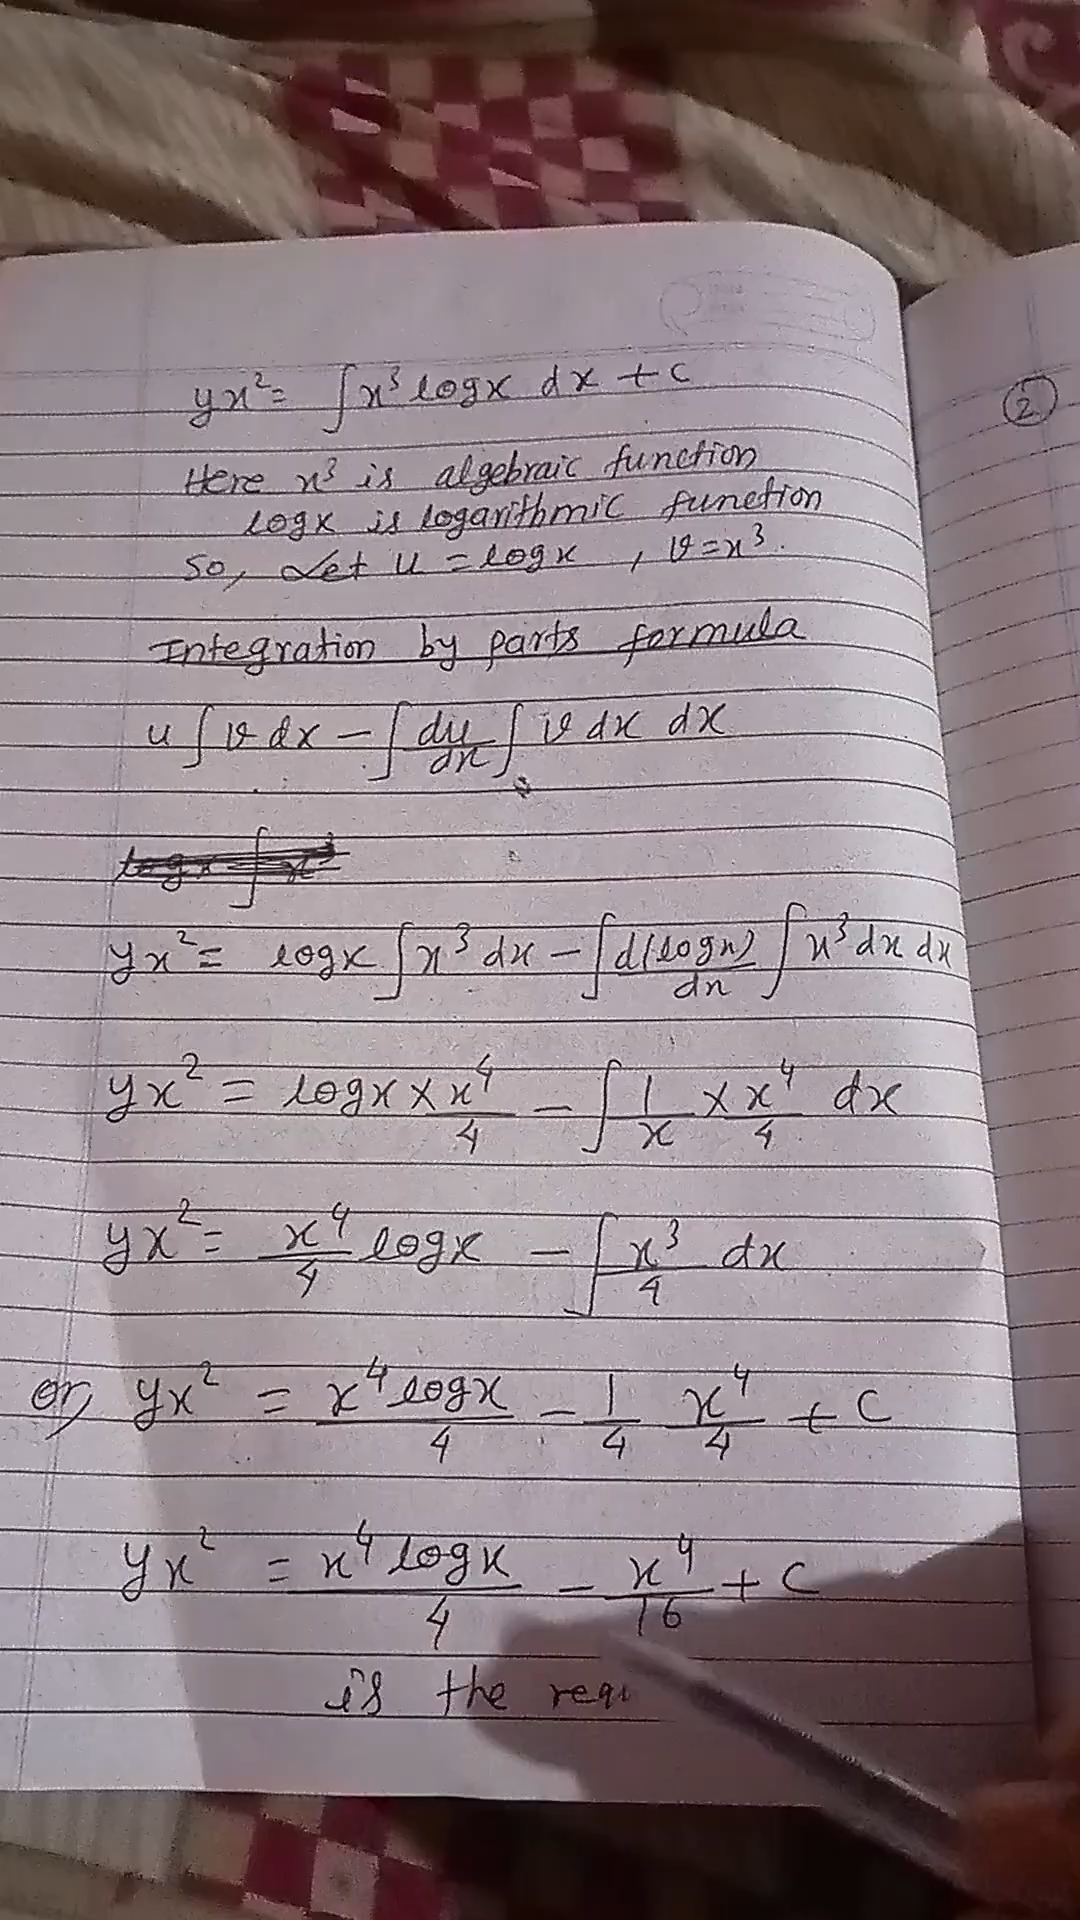 yx² = ∫x³ logx dx + c
2
Here x³ is algebraic function
logx is logarithmic function
So, Let u = logx , v = x³.
Integration by parts formula
u∫v dx - ∫du/dx ∫v dx dx
yx² = logx ∫x³ dx - ∫d(logx)/dx ∫x³ dx dx
yx² = logx × x⁴/4 - ∫1/x × x⁴/4 dx
yx² = x⁴/4 logx - ∫x³/4 dx
or, yx² = x⁴ logx/4 - 1/4 x⁴/4 + c
yx² = x⁴ logx/4 - x⁴/16 + c
is the requ